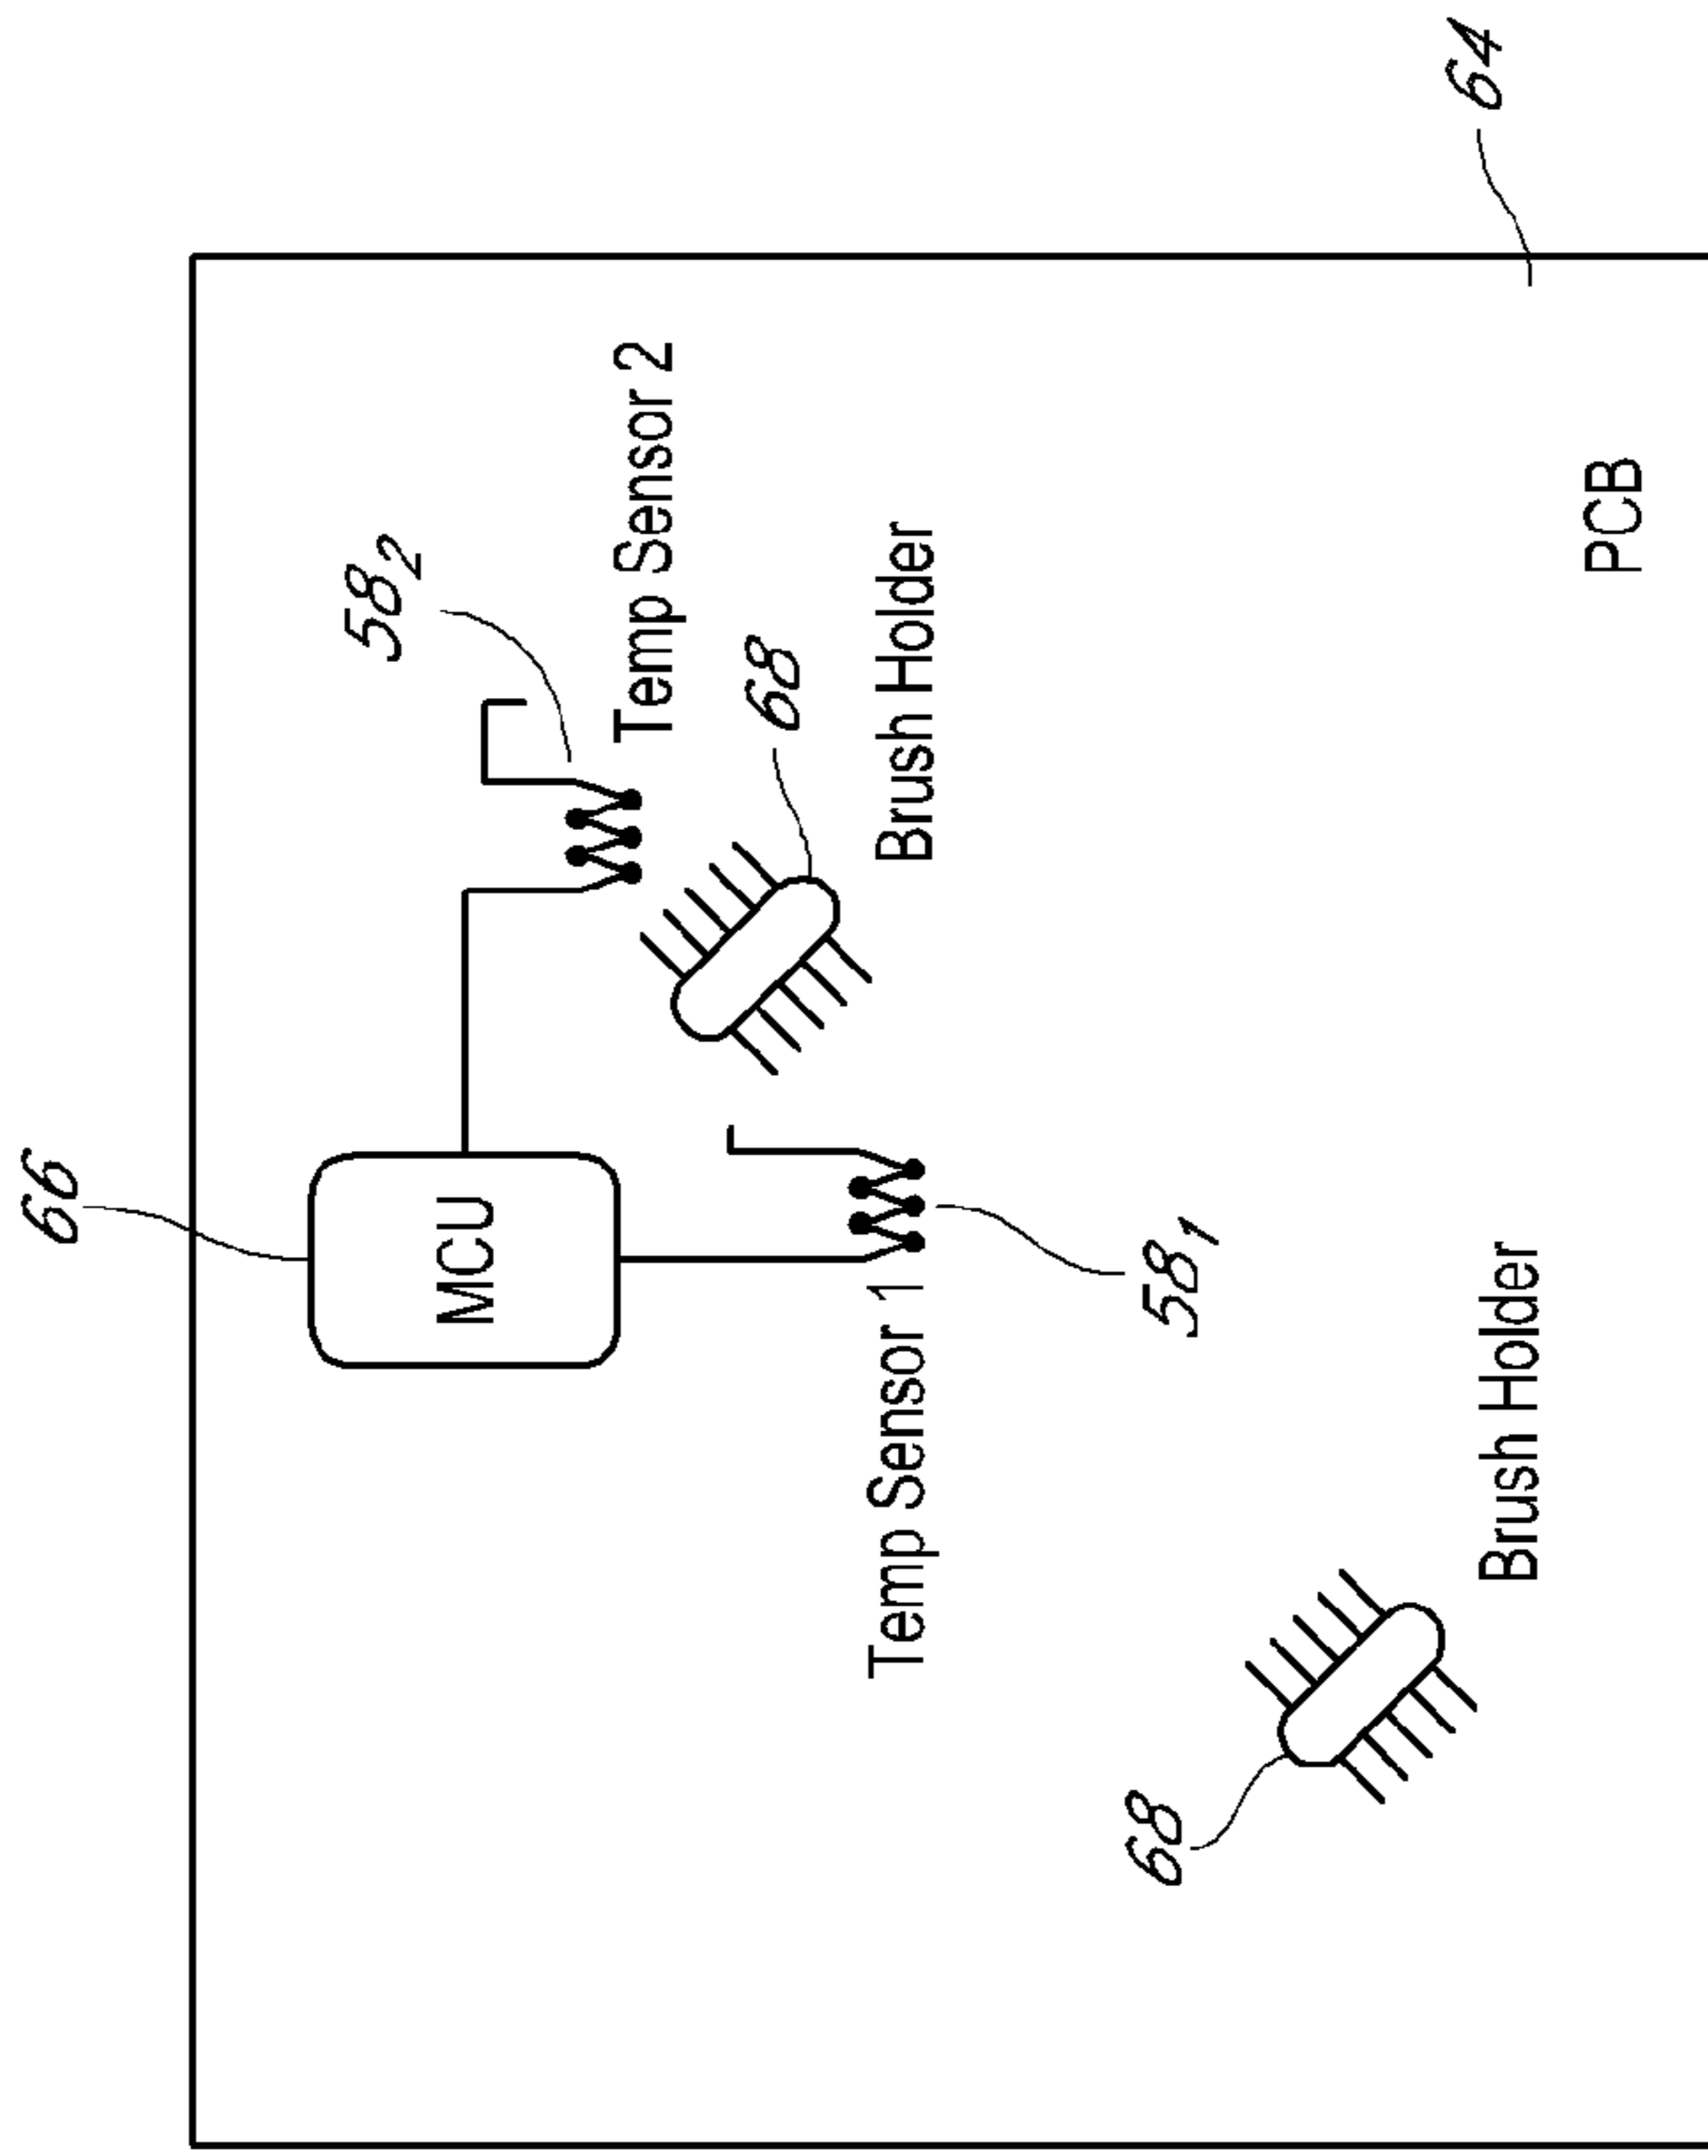 66
MCU
58₂
Temp Sensor 2
68
Brush Holder
Temp Sensor 1
58₁
68
Brush Holder
PCB
64